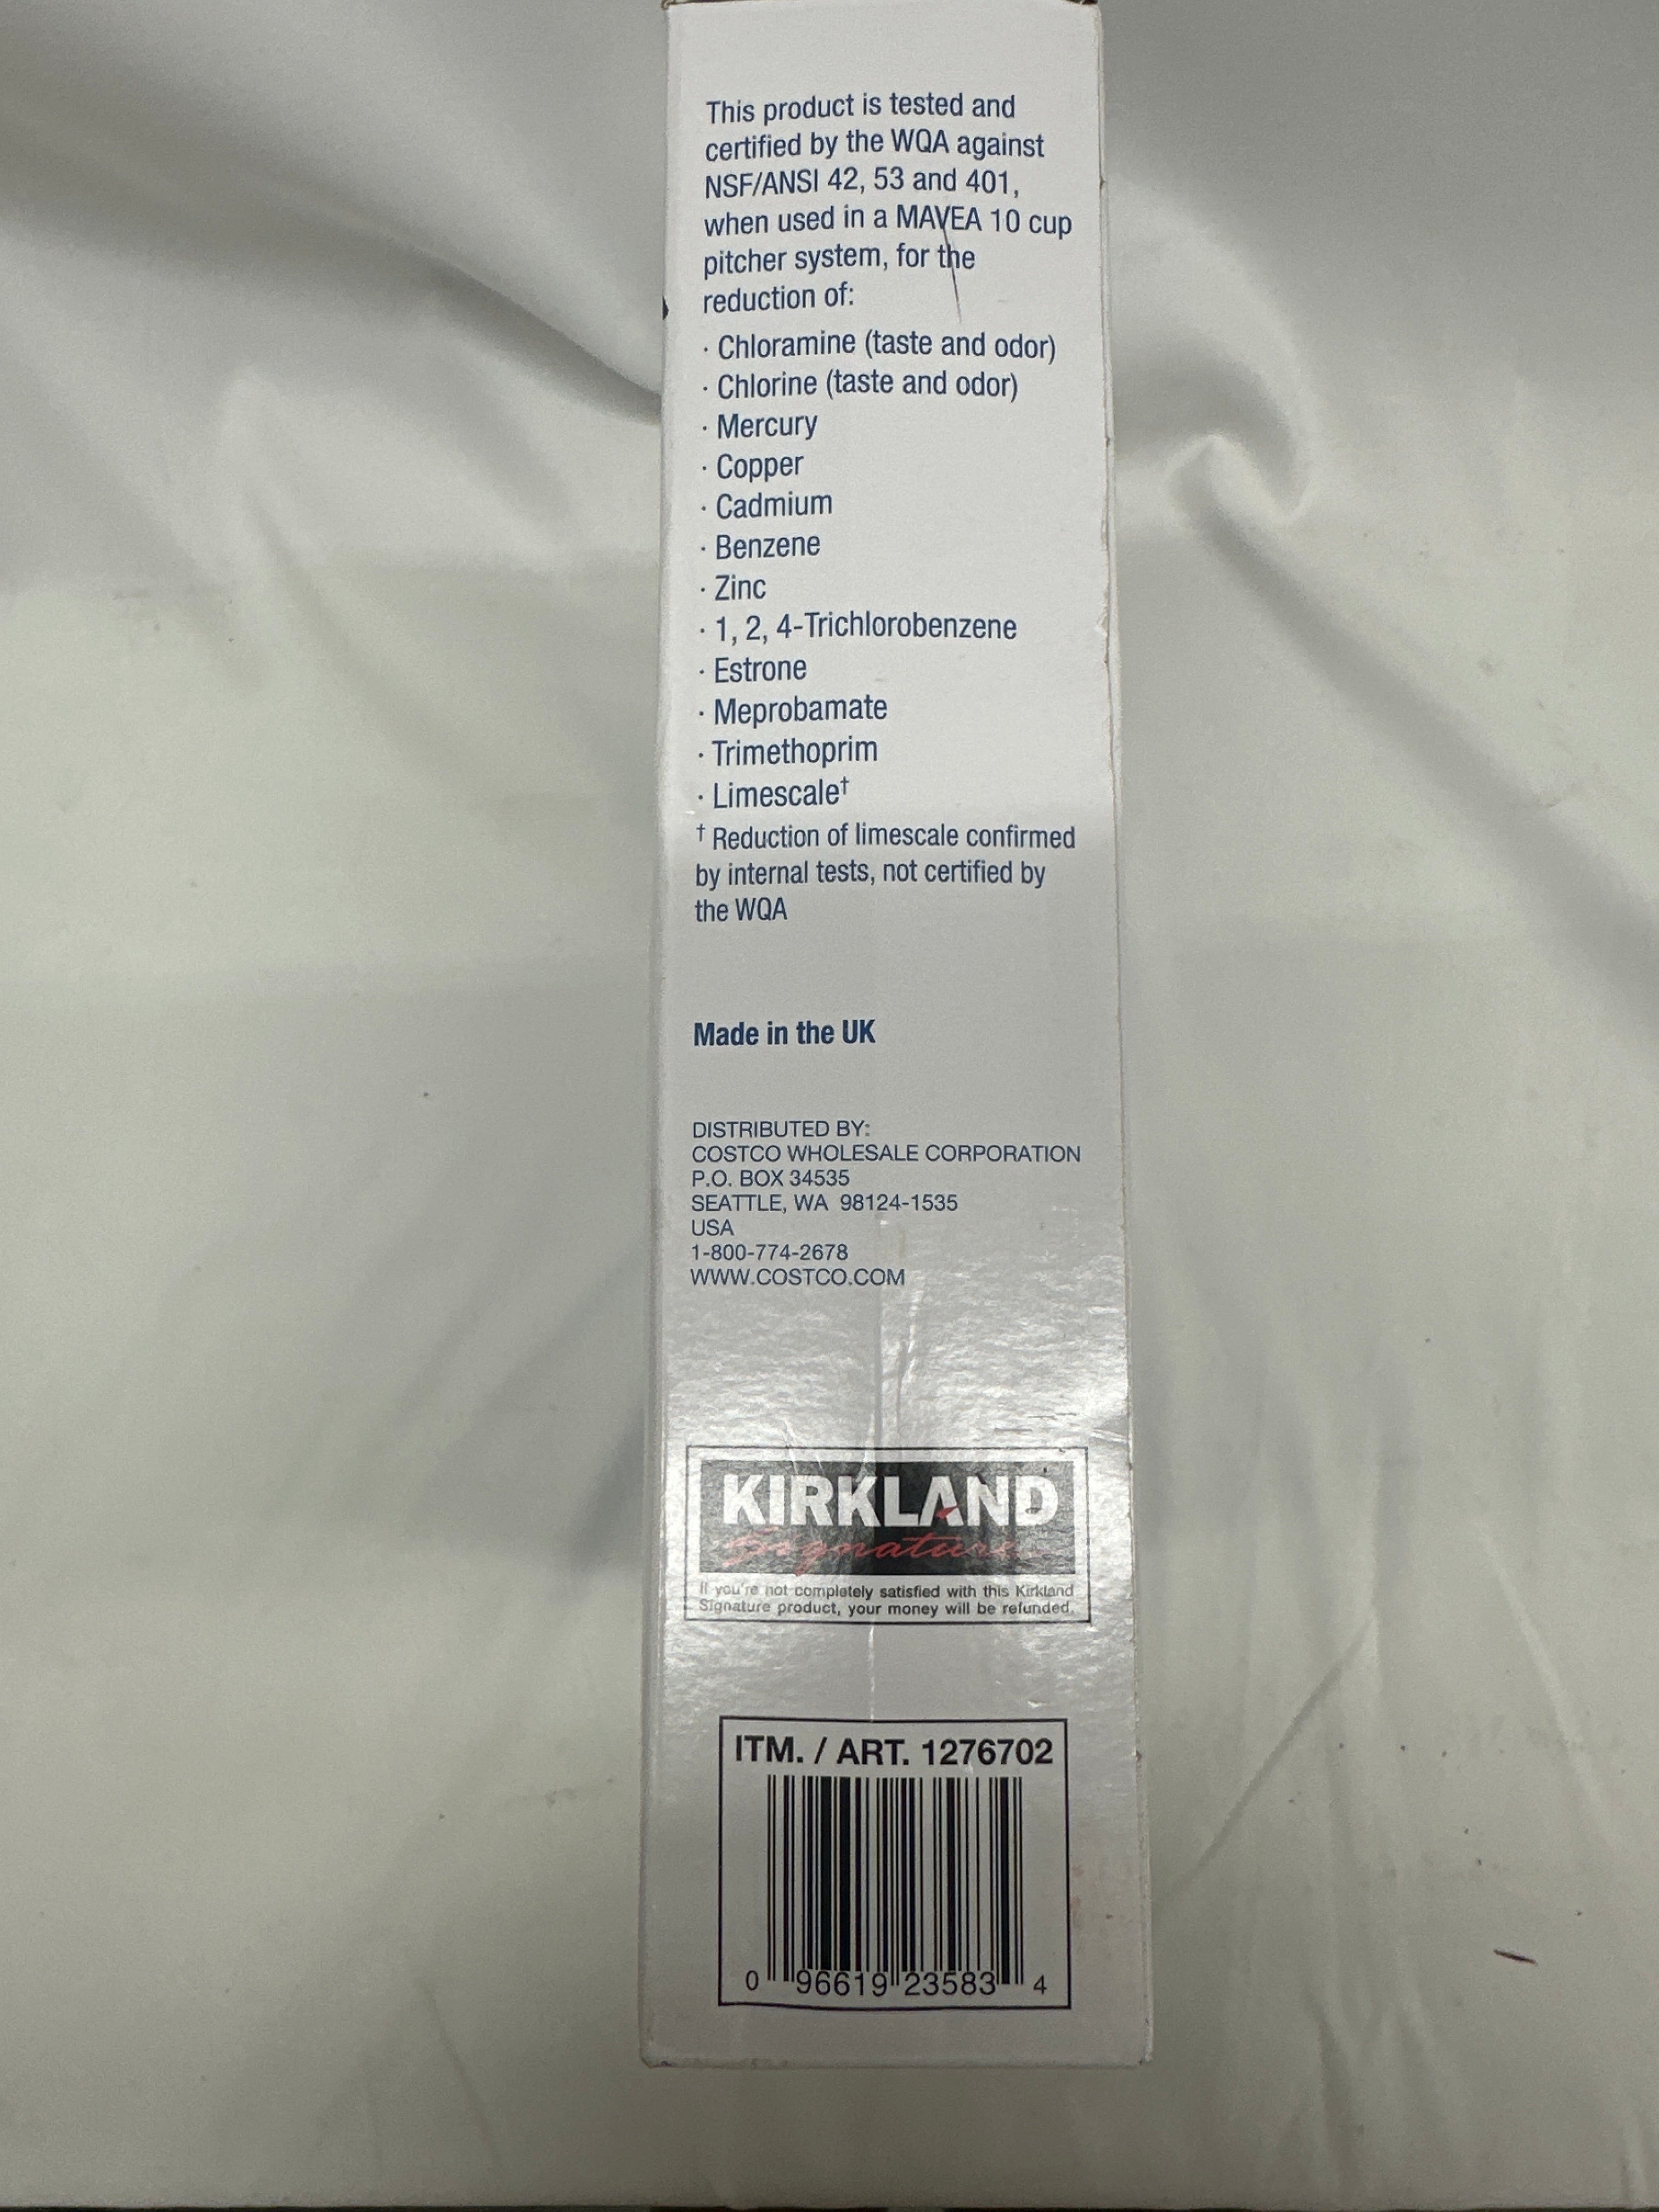 This product is tested and
certified by the WQA against
NSF/ANSI 42, 53 and 401,
when used in a MAVEA 10 cup
pitcher system, for the
reduction of:
· Chloramine (taste and odor)
· Chlorine (taste and odor)
· Mercury
· Copper
· Cadmium
· Benzene
· Zinc
· 1, 2, 4-Trichlorobenzene
· Estrone
· Meprobamate
· Trimethoprim
· Limescale†
† Reduction of limescale confirmed
by internal tests, not certified by
the WQA
Made in the UK
DISTRIBUTED BY:
COSTCO WHOLESALE CORPORATION
P.O. BOX 34535
SEATTLE, WA 98124-1535
USA
1-800-774-2678
WWW.COSTCO.COM
KIRKLAND
Signature
If you're not completely satisfied with this Kirkland
Signature product, your money will be refunded.
ITM. / ART. 1276702
0 96619 23583 4